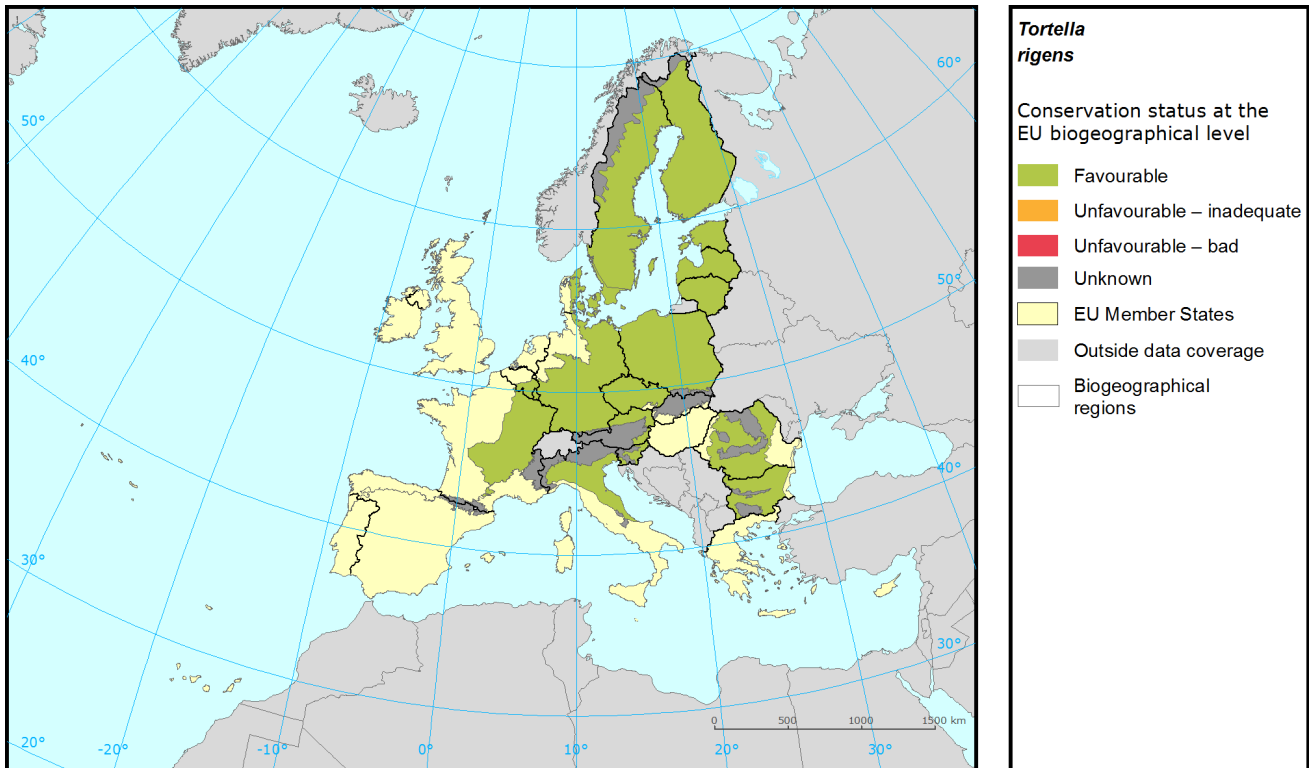 Tortella
rigens
Conservation status at the
EU biogeographical level
Favourable
Unfavourable – inadequate
Unfavourable – bad
Unknown
EU Member States
Outside data coverage
Biogeographical
regions
60°
50°
50°
40°
40°
30°
30°
20°
-20°
-10°
0°
10°
20°
30°
0 500 1000 1500 km